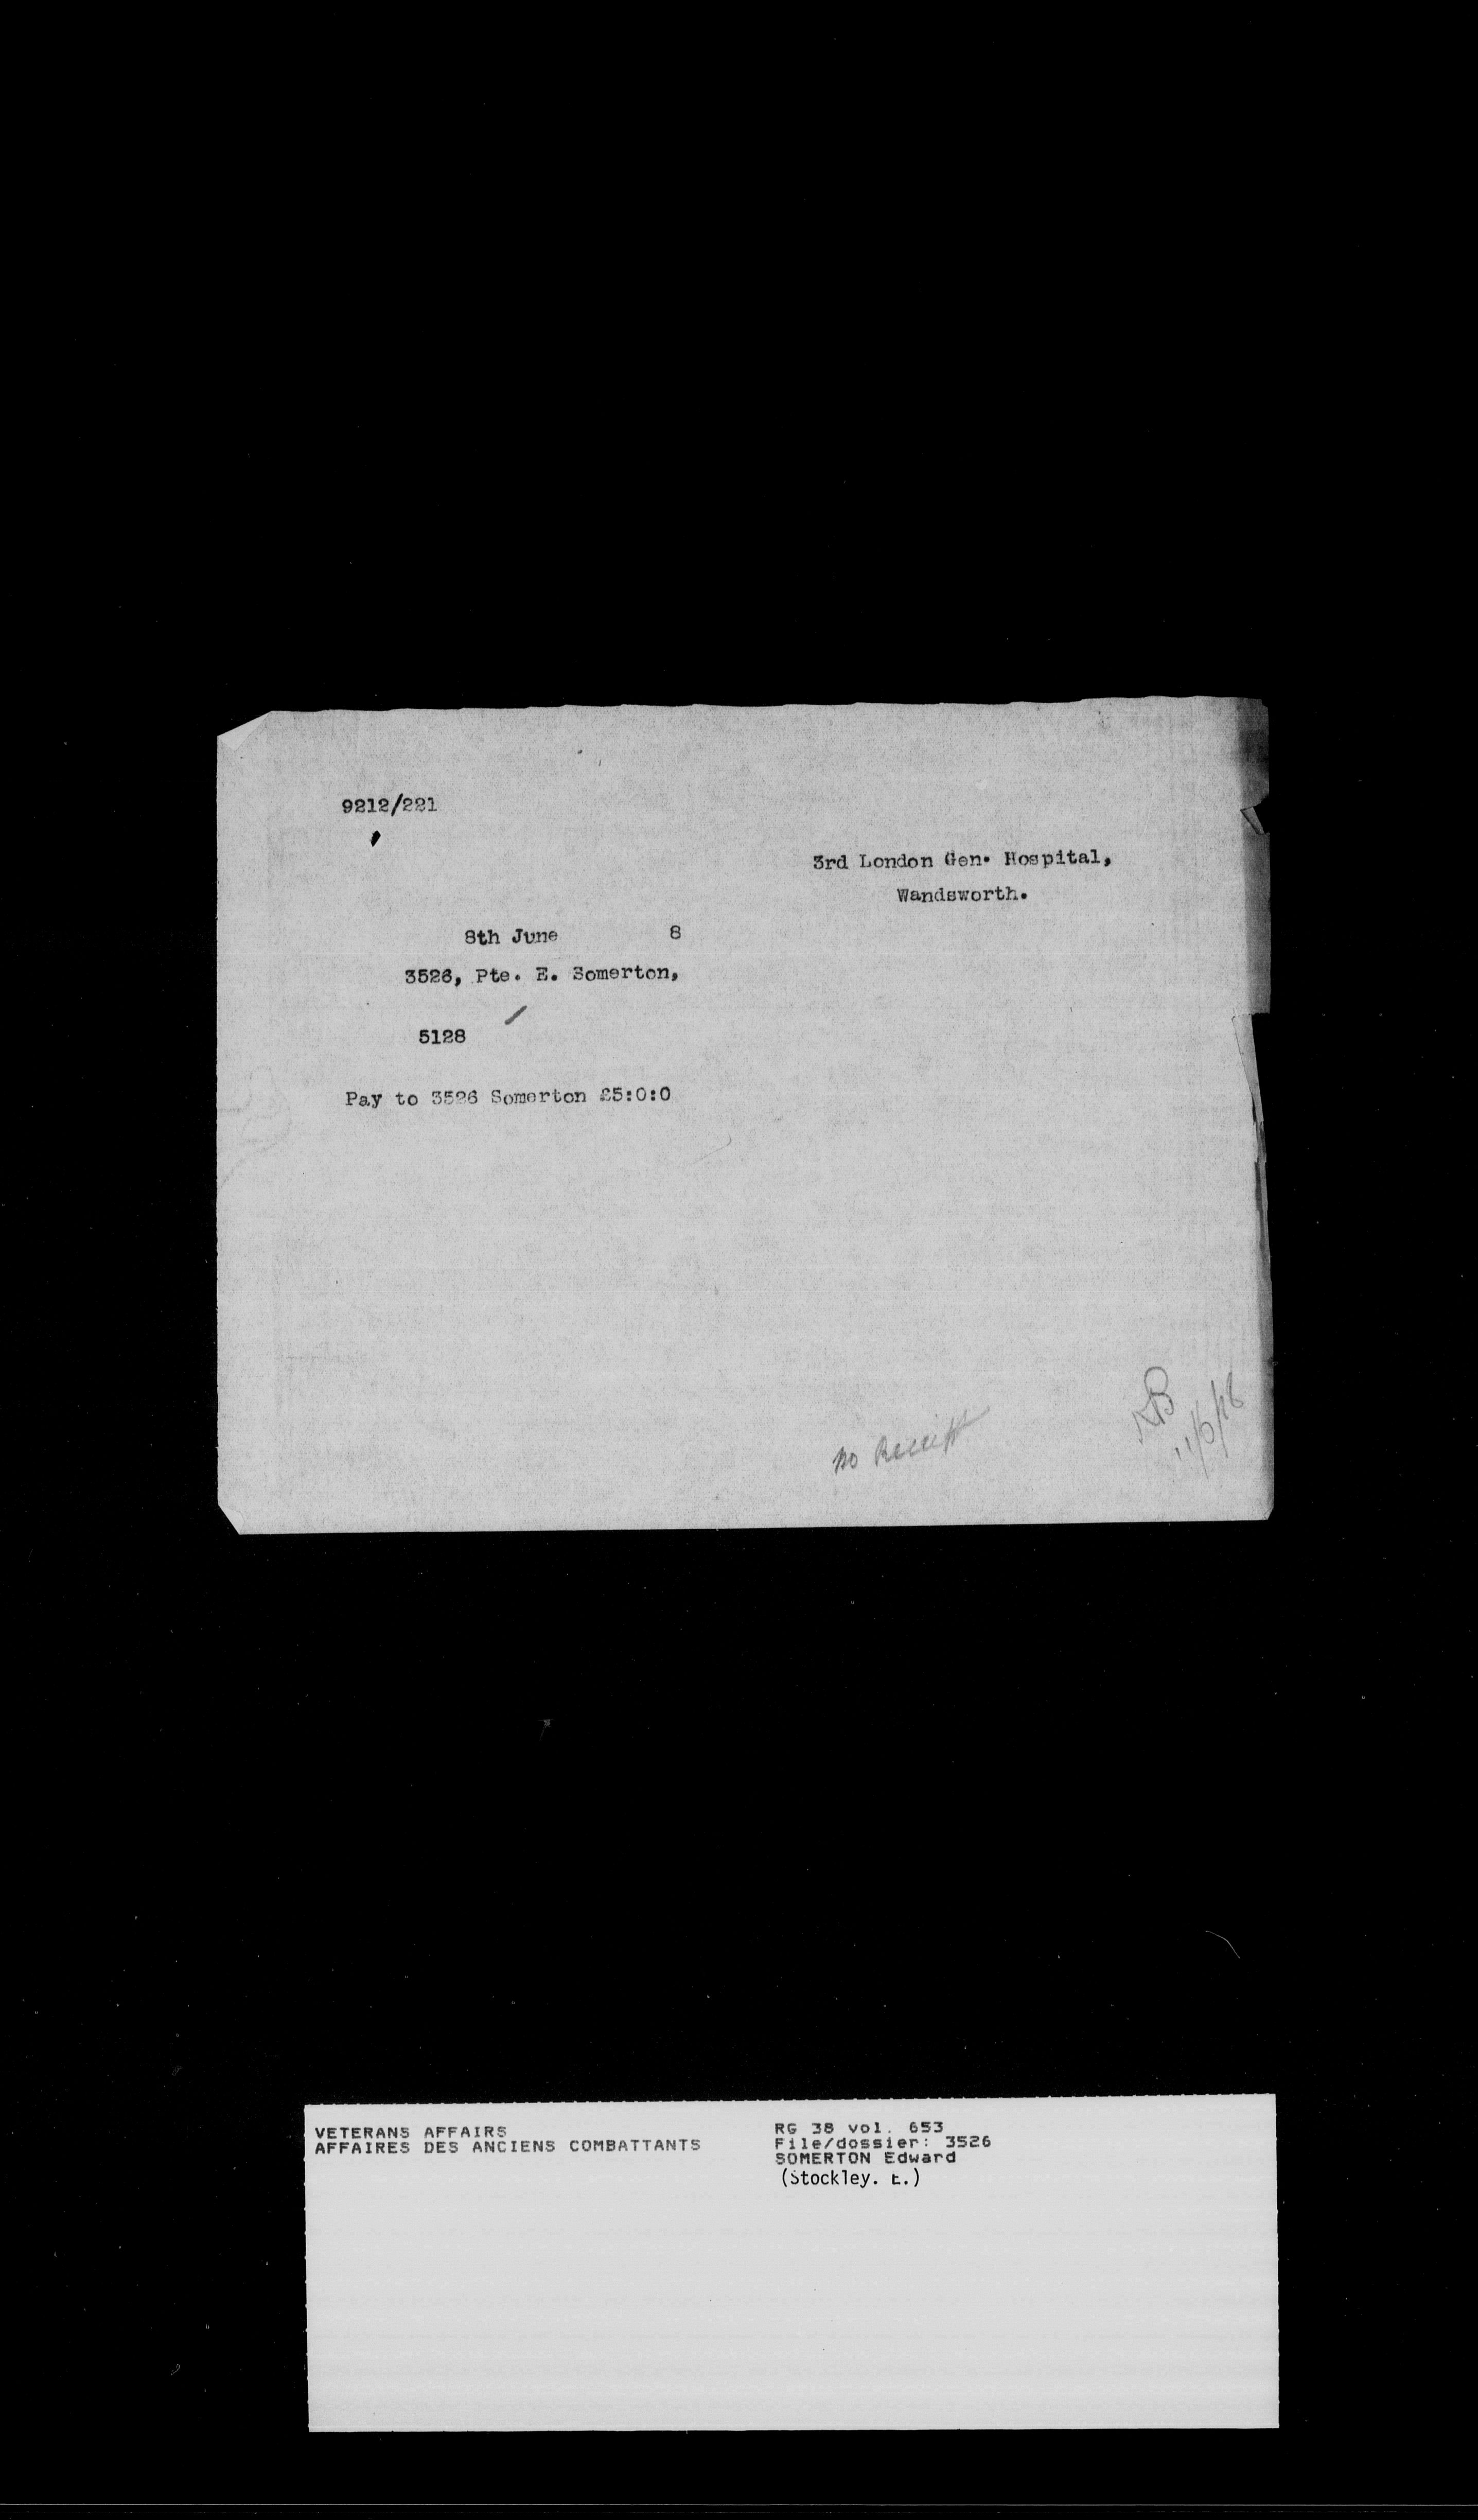 9212/221
3rd London Gen. Hospital,
Wandsworth.
8th June 8
3526, Pte. E. Somerton,
5128
Pay to 3526 Somerton £5:0:0
no Receipt
11/6/18
VETERANS AFFAIRS
AFFAIRES DES ANCIENS COMBATTANTS
RG 38 vol. 653
File/dossier: 3526
SOMERTON Edward
(Stockley. E.)